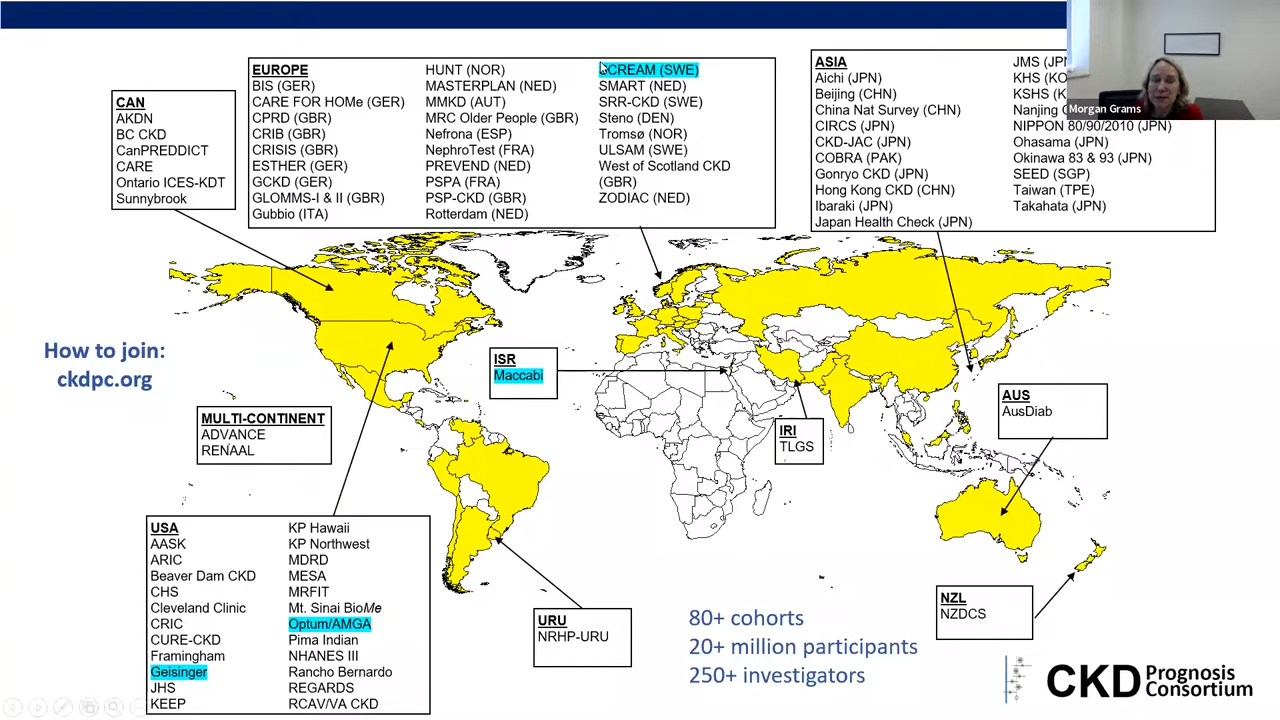 CAN
AKDN
BC CKD
CanPREDDICT
CARE
Ontario ICES-KDT
Sunnybrook
EUROPE
BIS (GER)
CARE FOR HOMe (GER)
CPRD (GBR)
CRIB (GBR)
CRISIS (GBR)
ESTHER (GER)
GCKD (GER)
GLOMMS-I & II (GBR)
Gubbio (ITA)
HUNT (NOR)
MASTERPLAN (NED)
MMKD (AUT)
MRC Older People (GBR)
Nefrona (ESP)
NephroTest (FRA)
PREVEND (NED)
PSPA (FRA)
PSP-CKD (GBR)
Rotterdam (NED)
SCREAM (SWE)
SMART (NED)
SRR-CKD (SWE)
Steno (DEN)
Tromsø (NOR)
ULSAM (SWE)
West of Scotland CKD
(GBR)
ZODIAC (NED)
ASIA
Aichi (JPN)
Beijing (CHN)
China Nat Survey (CHN)
CIRCS (JPN)
CKD-JAC (JPN)
COBRA (PAK)
Gonryo CKD (JPN)
Hong Kong CKD (CHN)
Ibaraki (JPN)
Japan Health Check (JPN)
JMS
KHS
KSHS
Nanjing
NIPPON 80/90/2010 (JPN)
Ohasama (JPN)
Okinawa 83 & 93 (JPN)
SEED (SGP)
Taiwan (TPE)
Takahata (JPN)
Morgan Grams
How to join:
ckdpc.org
ISR
Maccabi
MULTI-CONTINENT
ADVANCE
RENAAL
IRI
TLGS
AUS
AusDiab
USA
AASK
ARIC
Beaver Dam CKD
CHS
Cleveland Clinic
CRIC
CURE-CKD
Framingham
Geisinger
JHS
KEEP
KP Hawaii
KP Northwest
MDRD
MESA
MRFIT
Mt. Sinai BioMe
Optum/AMGA
Pima Indian
NHANES III
Rancho Bernardo
REGARDS
RCAV/VA CKD
URU
NRHP-URU
80+ cohorts
20+ million participants
250+ investigators
NZL
NZDCS
CKD Prognosis
Consortium